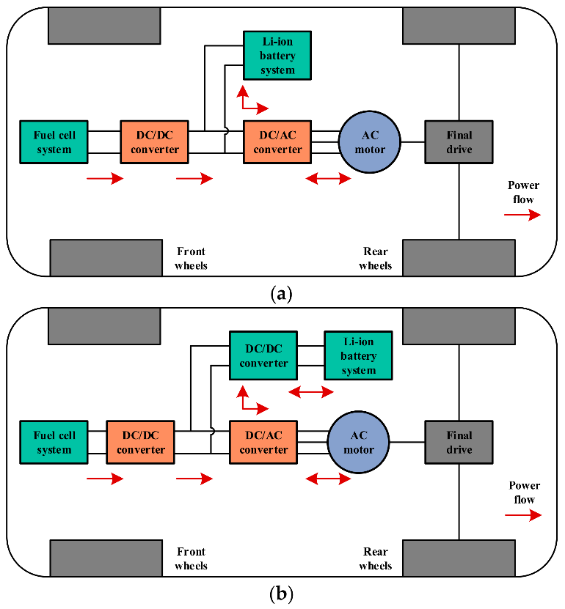 Li-ion
battery
system
Fuel cell
system
DC/DC
converter
DC/AC
converter
AC
motor
Final
drive
Power
flow
Front
wheels
Rear
wheels
(a)
DC/DC
converter
Li-ion
battery
system
Fuel cell
system
DC/DC
converter
DC/AC
converter
AC
motor
Final
drive
Power
flow
Front
wheels
Rear
wheels
(b)